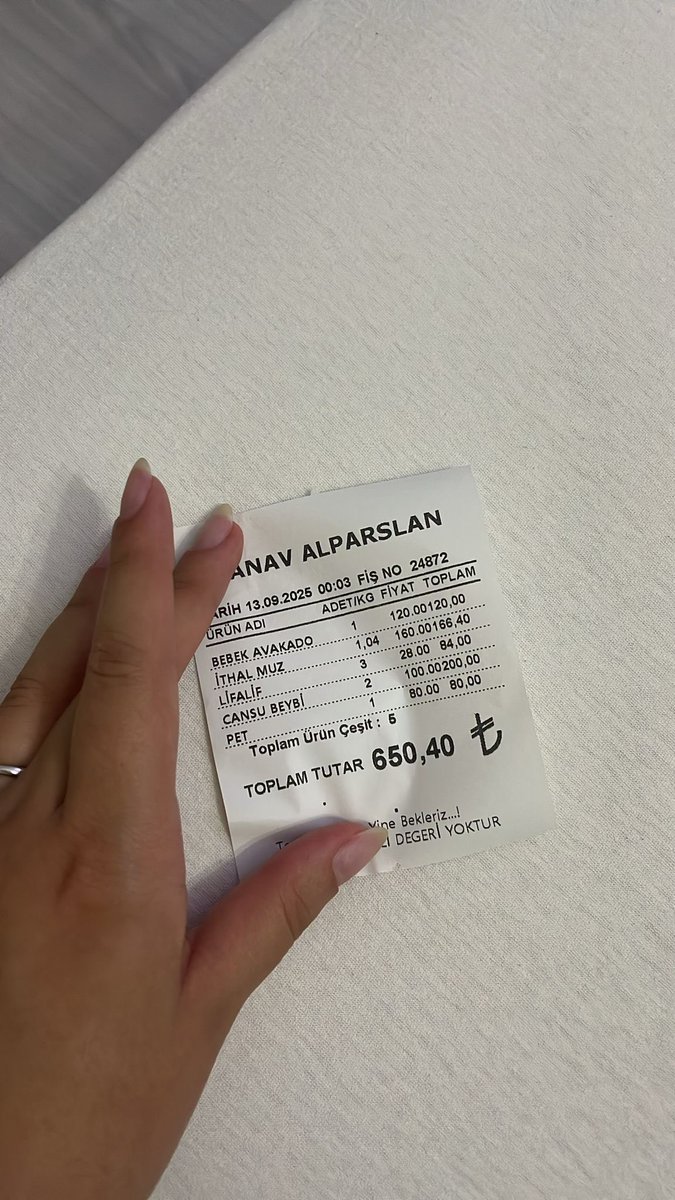 ANAV ALPARSLAN
ARİH 13.09.2025 00:03 FİŞ NO 24872
ÜRÜN ADI ADET/KG FİYAT TOPLAM
BEBEK AVAKADO 1 120.00 120,00
İTHAL MUZ 1,04 160.00 166,40
LİFALİF 3 28.00 84,00
CANSU BEYBİ 2 100.00 200,00
PET 1 80.00 80,00
Toplam Ürün Çeşit : 5
TOPLAM TUTAR 650,40 ₺
Yine Bekleriz...!
DEGERİ YOKTUR